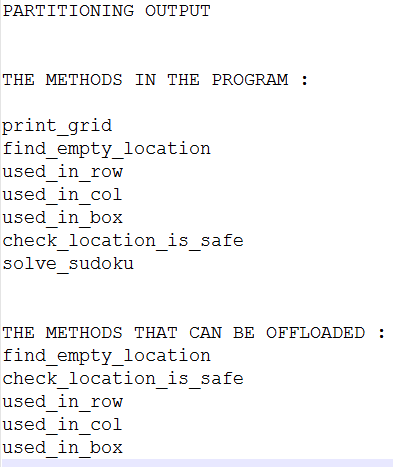 PARTITIONING OUTPUT
THE METHODS IN THE PROGRAM :
print_grid
find_empty_location
used_in_row
used_in_col
used_in_box
check_location_is_safe
solve_sudoku
THE METHODS THAT CAN BE OFFLOADED :
find_empty_location
check_location_is_safe
used_in_row
used_in_col
used_in_box